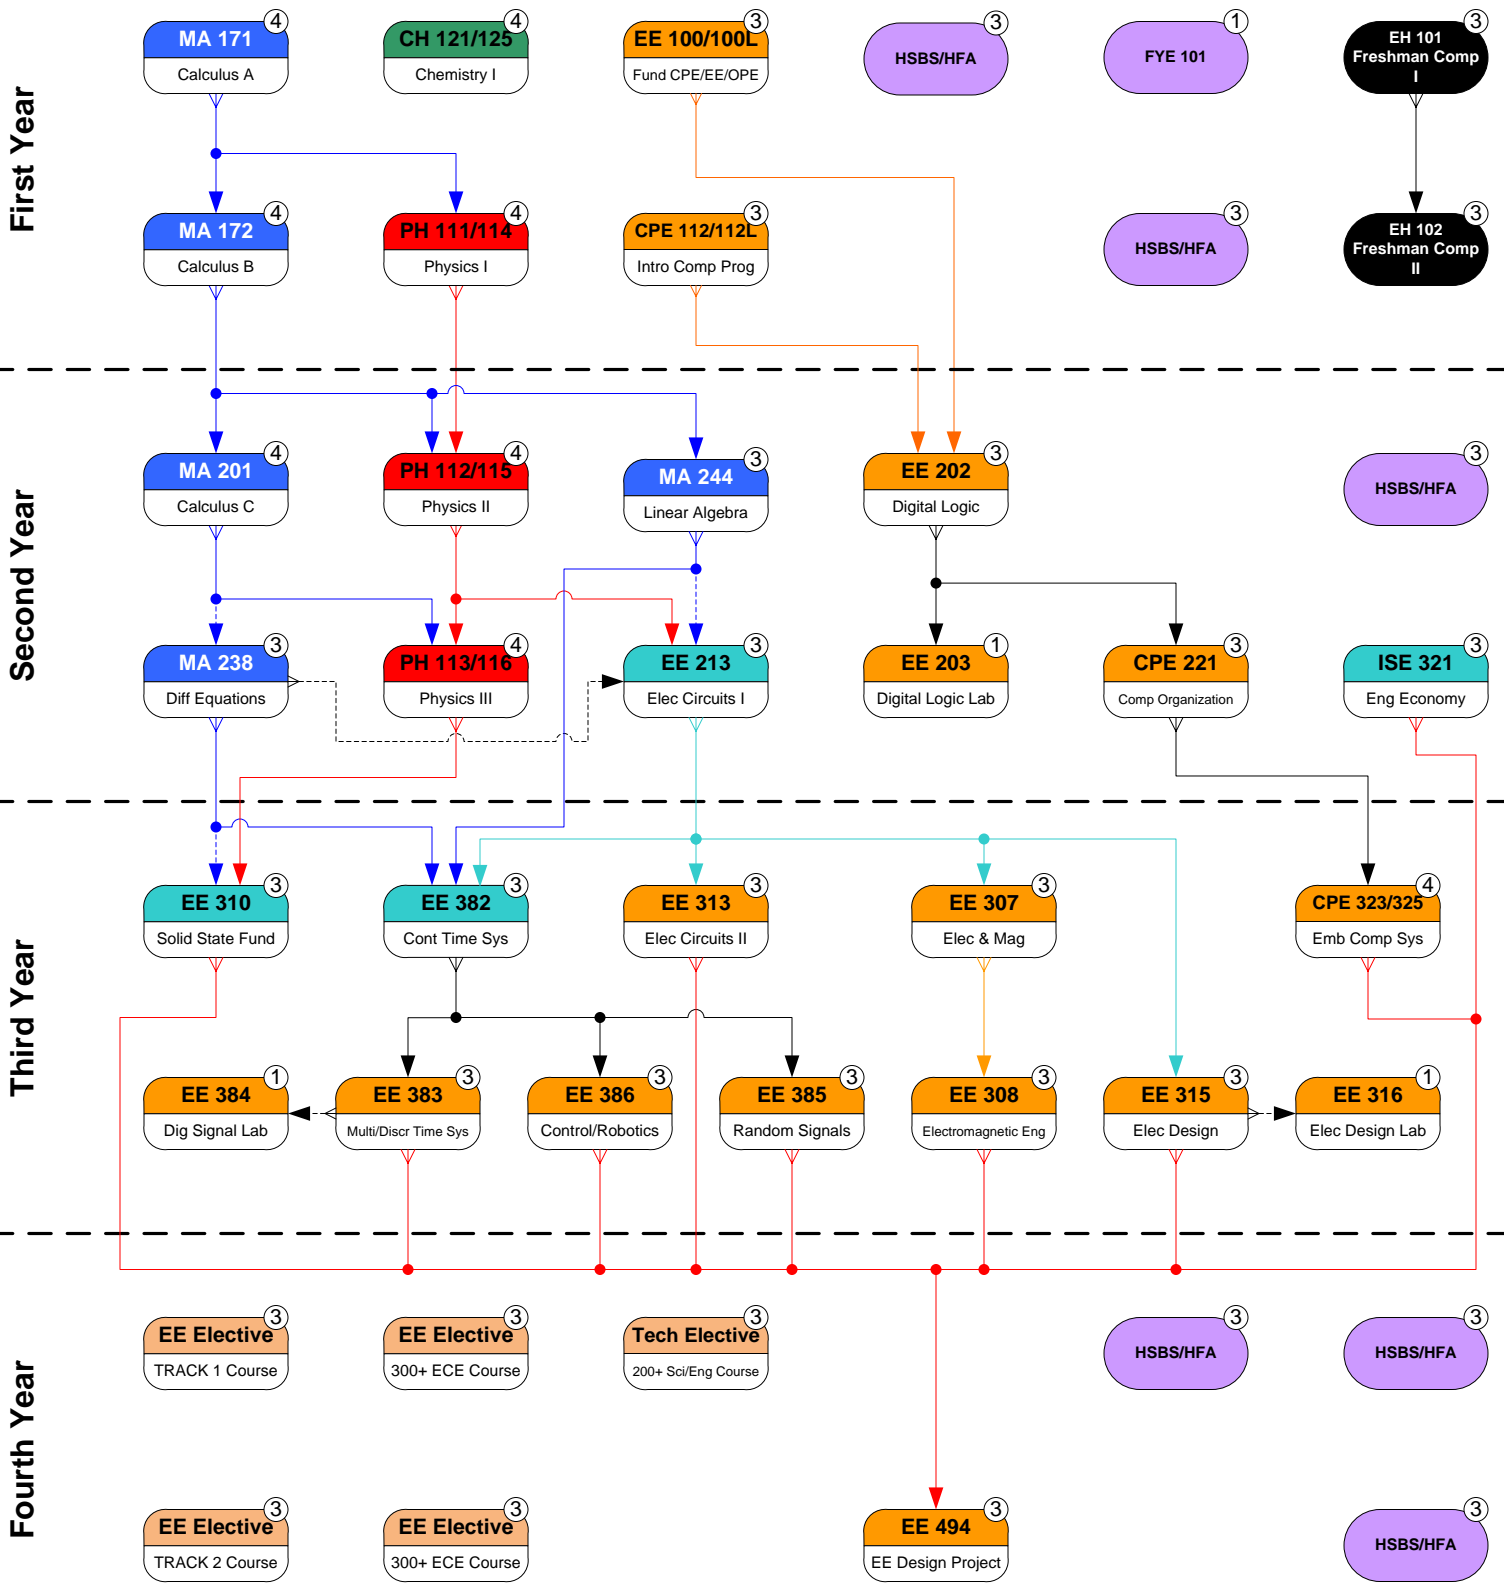 First Year
MA 171
4
Calculus A
CH 121/125
4
Chemistry I
EE 100/100L
3
Fund CPE/EE/OPE
HSBS/HFA
3
FYE 101
1
EH 101
Freshman Comp
I
3
MA 172
4
Calculus B
PH 111/114
4
Physics I
CPE 112/112L
3
Intro Comp Prog
HSBS/HFA
3
EH 102
Freshman Comp
II
3
Second Year
MA 201
4
Calculus C
PH 112/115
4
Physics II
MA 244
3
Linear Algebra
EE 202
3
Digital Logic
HSBS/HFA
3
MA 238
3
Diff Equations
PH 113/116
4
Physics III
EE 213
3
Elec Circuits I
EE 203
1
Digital Logic Lab
CPE 221
3
Comp Organization
ISE 321
3
Eng Economy
Third Year
EE 310
3
Solid State Fund
EE 382
3
Cont Time Sys
EE 313
3
Elec Circuits II
EE 307
3
Elec & Mag
CPE 323/325
4
Emb Comp Sys
EE 384
1
Dig Signal Lab
EE 383
3
Multi/Discr Time Sys
EE 386
3
Control/Robotics
EE 385
3
Random Signals
EE 308
3
Electromagnetic Eng
EE 315
3
Elec Design
EE 316
1
Elec Design Lab
Fourth Year
EE Elective
3
TRACK 1 Course
EE Elective
3
300+ ECE Course
Tech Elective
3
200+ Sci/Eng Course
HSBS/HFA
3
HSBS/HFA
3
EE Elective
3
TRACK 2 Course
EE Elective
3
300+ ECE Course
EE 494
3
EE Design Project
HSBS/HFA
3